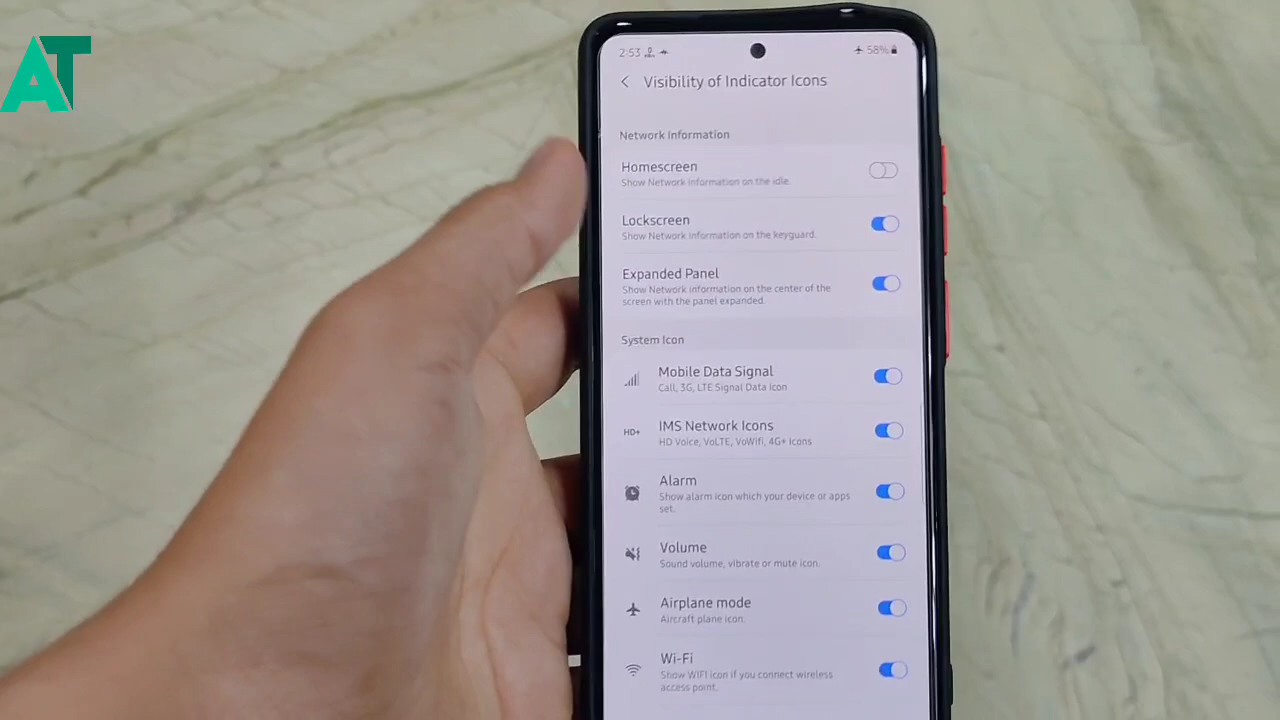 AT
2:53
58%
Visibility of Indicator Icons
Network Information
Homescreen
Show Network Information on the idle.
Lockscreen
Show Network Information on the keyguard.
Expanded Panel
Show Network Information on the center of the
screen with the panel expanded.
System Icon
Mobile Data Signal
Call, 3G, LTE Signal Data Icon
HD+
IMS Network Icons
HD Voice, VoLTE, VoWifi, 4G+ Icons
Alarm
Show alarm icon which your device or apps
set.
Volume
Sound volume, vibrate or mute icon.
Airplane mode
Aircraft plane icon.
Wi-Fi
Show WIFI icon if you connect wireless
access point.